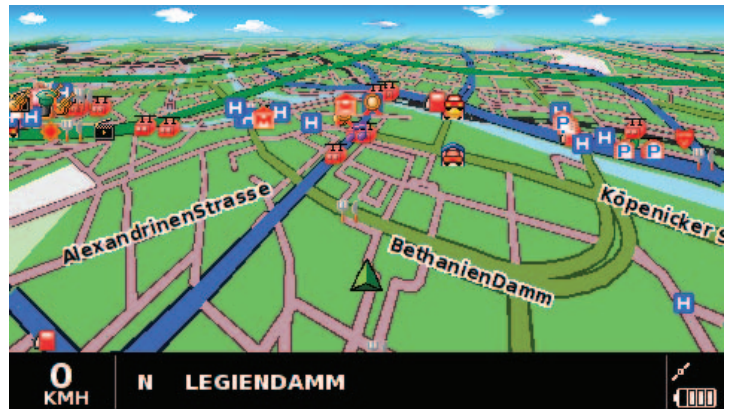 H
H H H
H
H
P
H
P P
AlexandrinenStrasse
Köpenicker S
BethanienDamm
H
0
KMH
N LEGIENDAMM